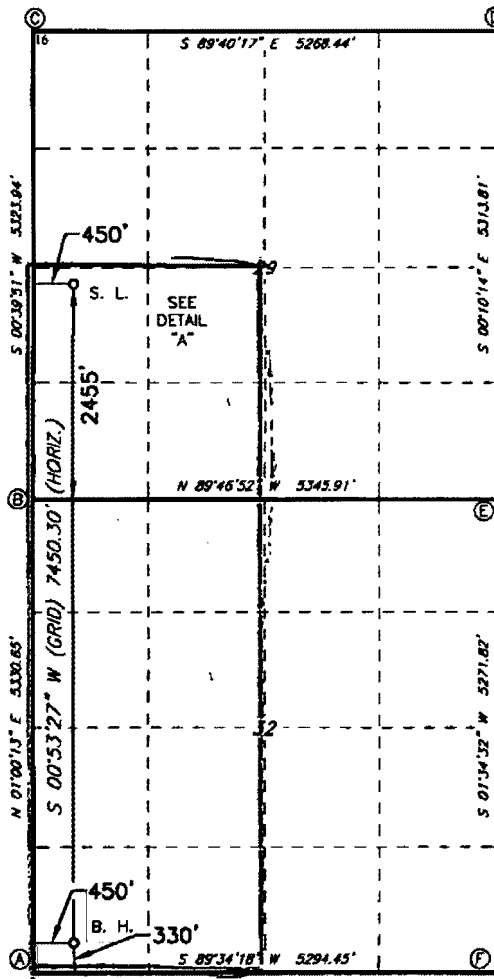 C
D
16
S 89°40'17" E 5268.44'
S 00°39'51" W 5323.94'
S 00°10'14" E 5313.81'
450'
29
S. L.
SEE
DETAIL
"A"
2455'
B
N 89°46'52" W 5345.91'
E
S 00°53'27" W (GRID) 7450.30' (HORIZ.)
N 01°00'13" E 5330.65'
S 01°34'32" W 5271.82'
32
450'
B. H.
330'
A
S 89°34'18" W 5294.45'
F